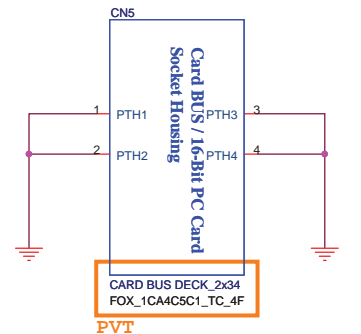 CN5
Card BUS / 16-Bit PC Card
Socket Housing
1 PTH1 PTH3 3
2 PTH2 PTH4 4
CARD BUS DECK_2x34
FOX_1CA4C5C1_TC_4F
PVT